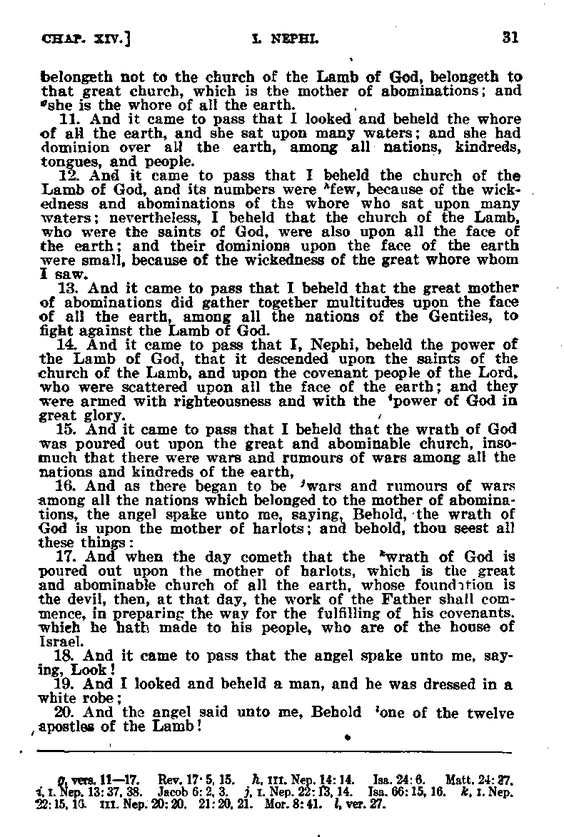 CHAP. XIV.] I. NEPHI. 31
belongeth not to the church of the Lamb of God, belongeth to
that great church, which is the mother of abominations; and
ᵍshe is the whore of all the earth.
11. And it came to pass that I looked and beheld the whore
of all the earth, and she sat upon many waters; and she had
dominion over all the earth, among all nations, kindreds,
tongues, and people.
12. And it came to pass that I beheld the church of the
Lamb of God, and its numbers were ʰfew, because of the wick-
edness and abominations of the whore who sat upon many
waters; nevertheless, I beheld that the church of the Lamb,
who were the saints of God, were also upon all the face of
the earth; and their dominions upon the face of the earth
were small, because of the wickedness of the great whore whom
I saw.
13. And it came to pass that I beheld that the great mother
of abominations did gather together multitudes upon the face
of all the earth, among all the nations of the Gentiles, to
fight against the Lamb of God.
14. And it came to pass that I, Nephi, beheld the power of
the Lamb of God, that it descended upon the saints of the
church of the Lamb, and upon the covenant people of the Lord,
who were scattered upon all the face of the earth; and they
were armed with righteousness and with the ⁱpower of God in
great glory.
15. And it came to pass that I beheld that the wrath of God
was poured out upon the great and abominable church, inso-
much that there were wars and rumours of wars among all the
nations and kindreds of the earth,
16. And as there began to be ʲwars and rumours of wars
among all the nations which belonged to the mother of abomina-
tions, the angel spake unto me, saying, Behold, the wrath of
God is upon the mother of harlots; and behold, thou seest all
these things:
17. And when the day cometh that the ᵏwrath of God is
poured out upon the mother of harlots, which is the great
and abominable church of all the earth, whose foundation is
the devil, then, at that day, the work of the Father shall com-
mence, in preparing the way for the fulfilling of his covenants,
which he hath made to his people, who are of the house of
Israel.
18. And it came to pass that the angel spake unto me, say-
ing, Look!
19. And I looked and beheld a man, and he was dressed in a
white robe;
20. And the angel said unto me, Behold ˡone of the twelve
apostles of the Lamb!
g, vers. 11—17. Rev. 17: 5, 15. h, III. Nep. 14: 14. Isa. 24: 6. Matt. 24: 37.
i, I. Nep. 13: 37, 38. Jacob 6: 2, 3. j, I. Nep. 22: 13, 14. Isa. 66: 15, 16. k, I. Nep.
22: 15, 16. III. Nep. 20: 20. 21: 20, 21. Mor. 8: 41. l, ver. 27.